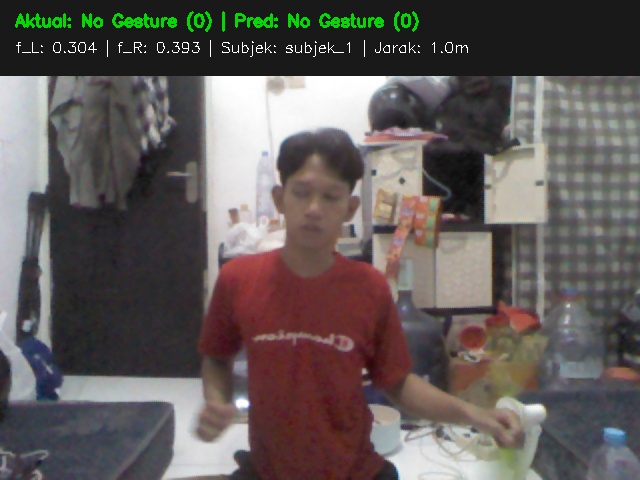 Aktual: No Gesture (0) | Pred: No Gesture (0)
f_L: 0.304 | f_R: 0.393 | Subjek: subjek_1 | Jarak: 1.0m
Champion